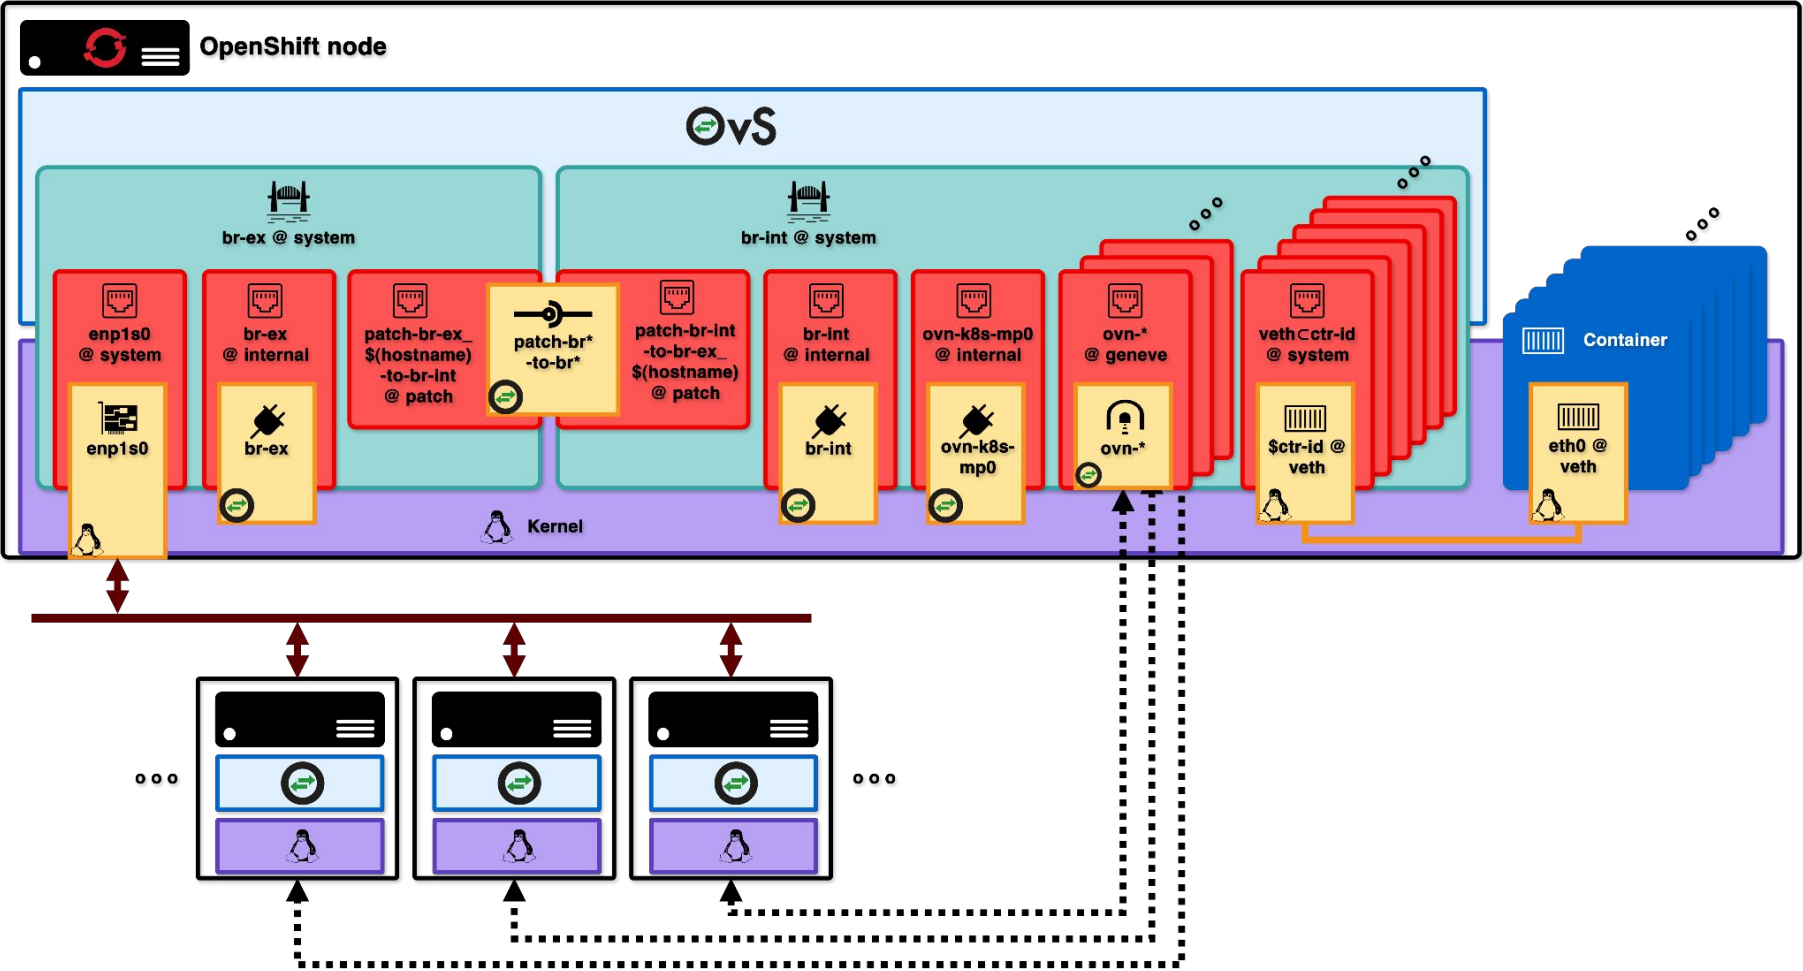 OpenShift node
OvS
br-ex @ system
br-int @ system
enp1s0
@ system
br-ex
@ internal
patch-br-ex_
$(hostname)
-to-br-int
@ patch
patch-br*
-to-br*
patch-br-int
-to-br-ex_
$(hostname)
@ patch
br-int
@ internal
ovn-k8s-mp0
@ internal
ovn-*
@ geneve
veth⊂ctr-id
@ system
Container
enp1s0
br-ex
br-int
ovn-k8s-
mp0
ovn-*
$ctr-id @
veth
eth0 @
veth
Kernel